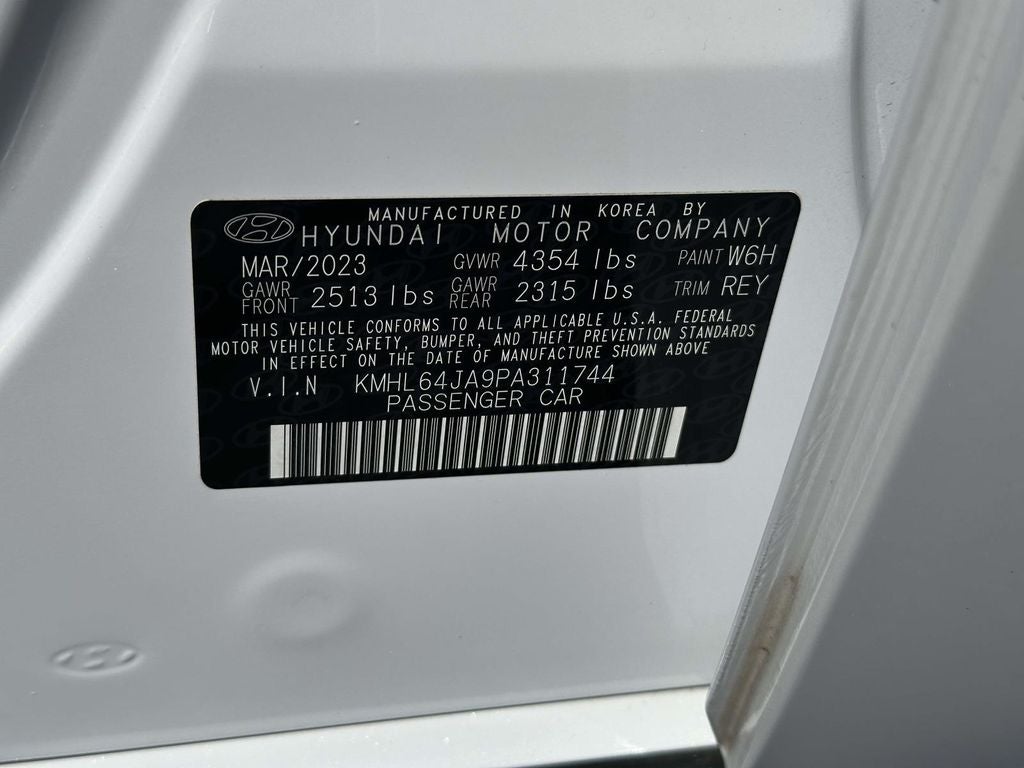 MANUFACTURED IN KOREA BY
HYUNDAI MOTOR COMPANY
MAR/2023 GVWR 4354 lbs PAINT W6H
GAWR FRONT 2513 lbs GAWR REAR 2315 lbs TRIM REY
THIS VEHICLE CONFORMS TO ALL APPLICABLE U.S.A. FEDERAL
MOTOR VEHICLE SAFETY, BUMPER, AND THEFT PREVENTION STANDARDS
IN EFFECT ON THE DATE OF MANUFACTURE SHOWN ABOVE
V.I.N KMHL64JA9PA311744
PASSENGER CAR